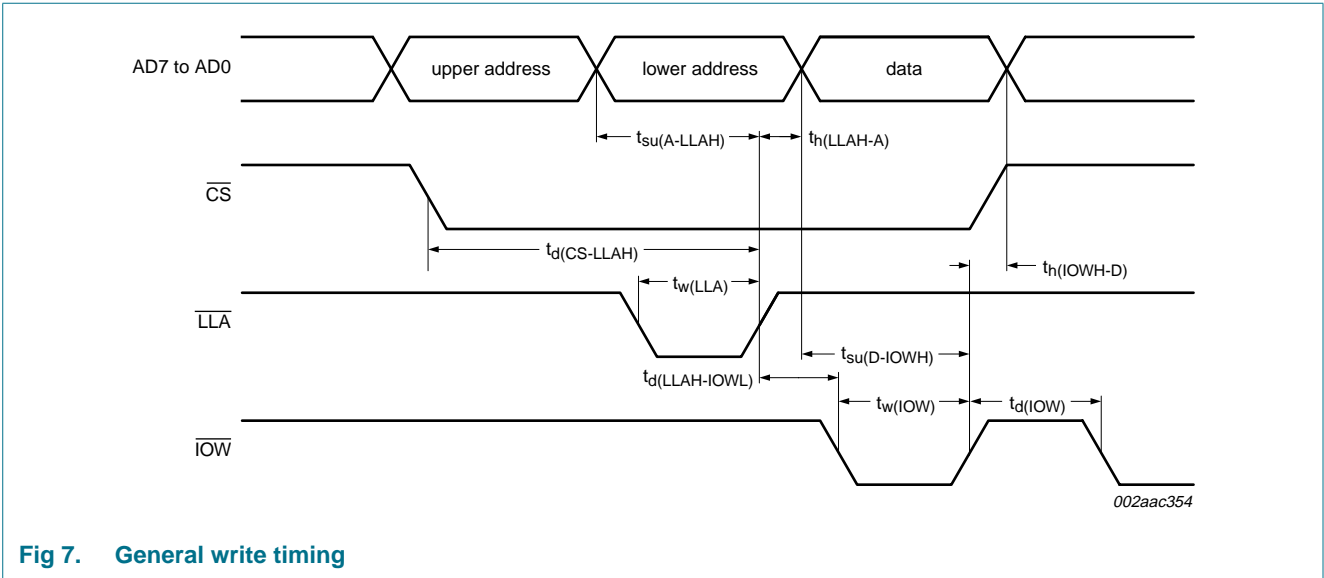 AD7 to AD0 upper address lower address data
tsu(A-LLAH) th(LLAH-A)
CS
td(CS-LLAH)
th(IOWH-D)
tw(LLA)
LLA
tsu(D-IOWH)
td(LLAH-IOWL)
tw(IOW) td(IOW)
IOW
002aac354
Fig 7. General write timing